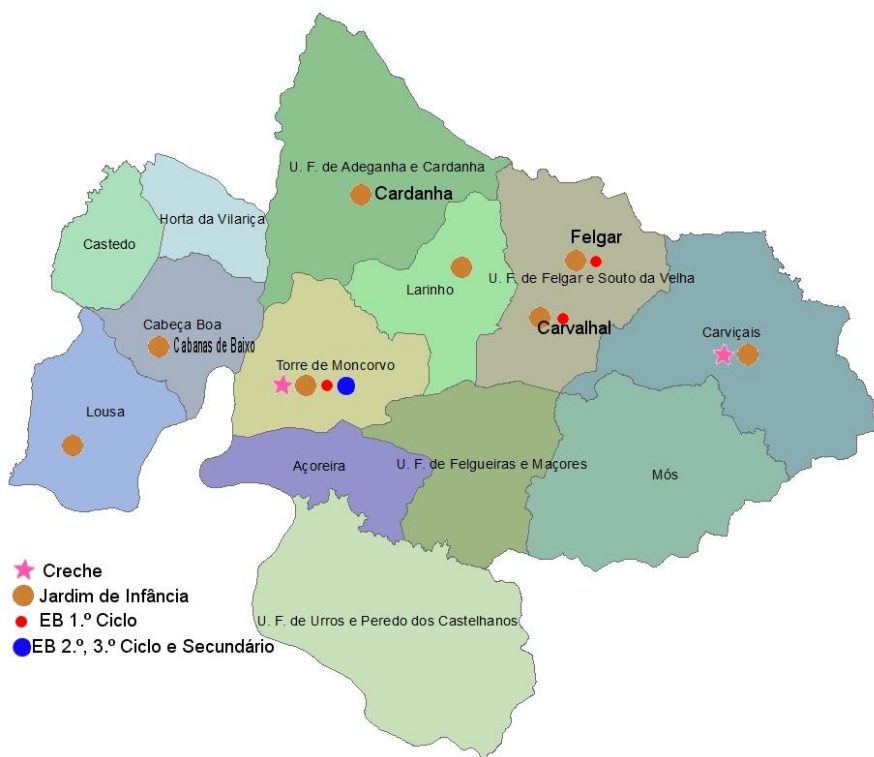 U. F. de Adeganha e Cardanha
Cardanha
Horta da Vilariça
Castedo
Felgar
U. F. de Felgar e Souto da Velha
Larinho
Carvalhal
Cabeça Boa
Cabanas de Baixo
Carviçais
Torre de Moncorvo
Lousa
Açoreira
U. F. de Felgueiras e Maçores
Mós
Creche
Jardim de Infância
EB 1.º Ciclo
EB 2.º, 3.º Ciclo e Secundário
U. F. de Urros e Peredo dos Castelhanos